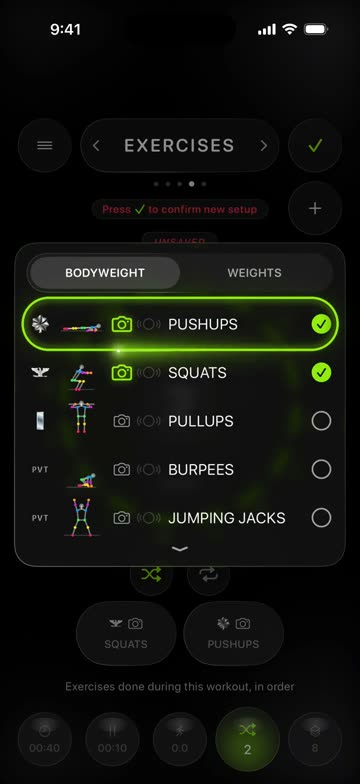 9:41
EXERCISES
Press ✓ to confirm new setup
UNSAVED
BODYWEIGHT
WEIGHTS
PUSHUPS
SQUATS
PULLUPS
PVT
BURPEES
PVT
JUMPING JACKS
SQUATS
PUSHUPS
Exercises done during this workout, in order
00:40
00:10
0.0
2
8